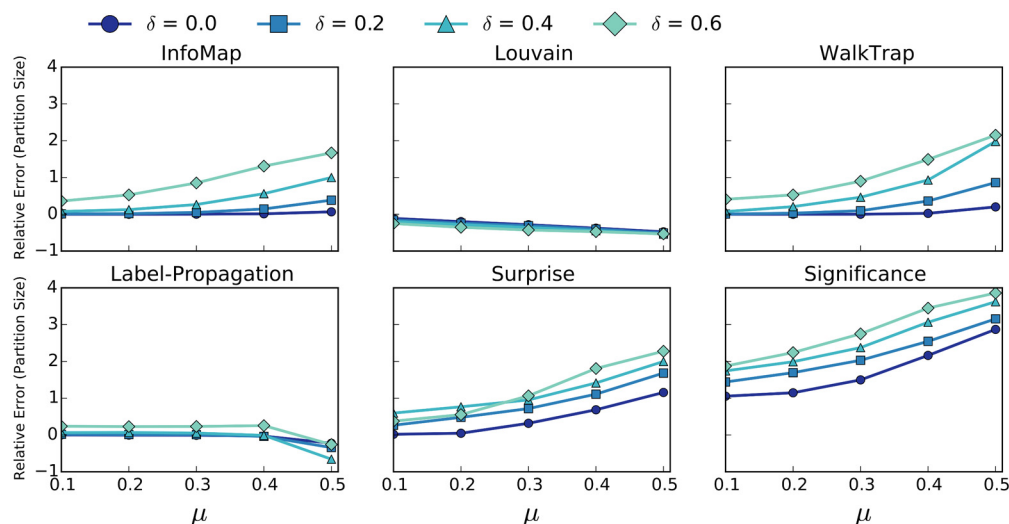 δ = 0.0 δ = 0.2 δ = 0.4 δ = 0.6
InfoMap Louvain WalkTrap
Relative Error (Partition Size)
4
3
2
1
0
−1
Label-Propagation Surprise Significance
Relative Error (Partition Size)
4
3
2
1
0
−1
0.1 0.2 0.3 0.4 0.5 0.1 0.2 0.3 0.4 0.5 0.1 0.2 0.3 0.4 0.5
μ μ μ